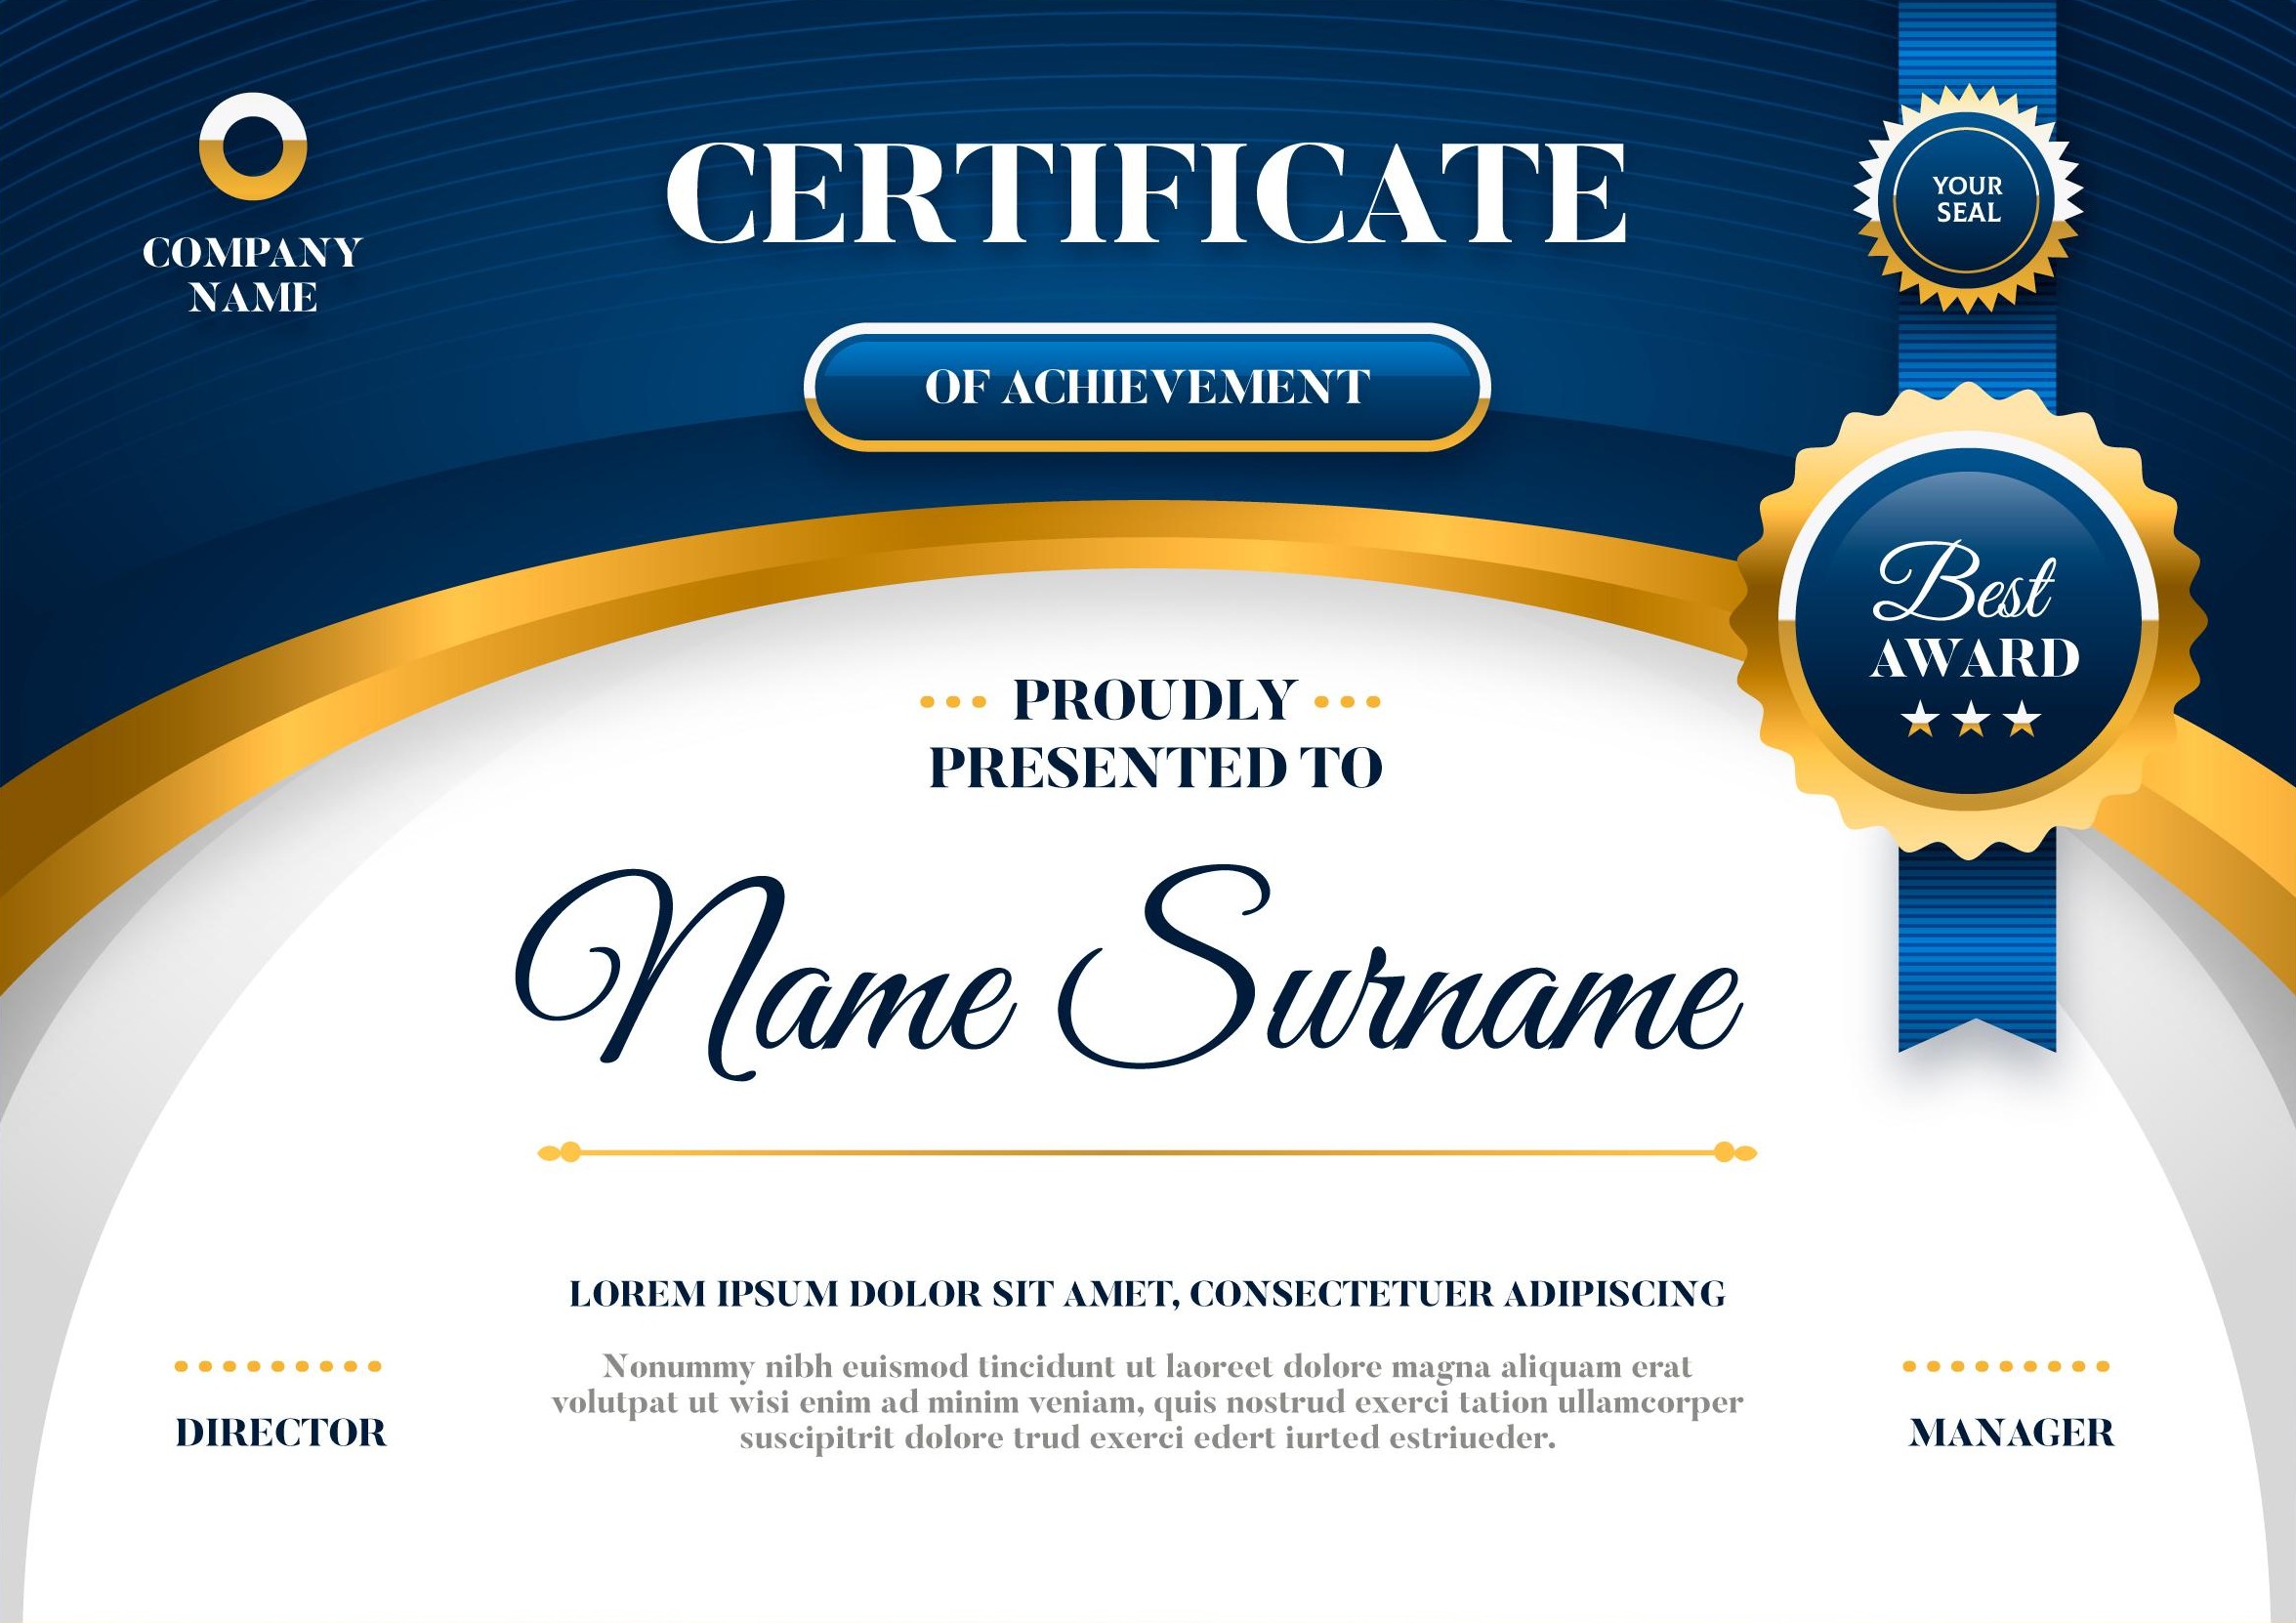 COMPANY
NAME
CERTIFICATE
OF ACHIEVEMENT
YOUR
SEAL
Best
AWARD
PROUDLY
PRESENTED TO
Name Surname
LOREM IPSUM DOLOR SIT AMET, CONSECTETUER ADIPISCING
Nonummy nibh euismod tincidunt ut laoreet dolore magna aliquam erat
volutpat ut wisi enim ad minim veniam, quis nostrud exerci tation ullamcorper
suscipitrit dolore trud exerci edert iurted estriueder.
DIRECTOR
MANAGER